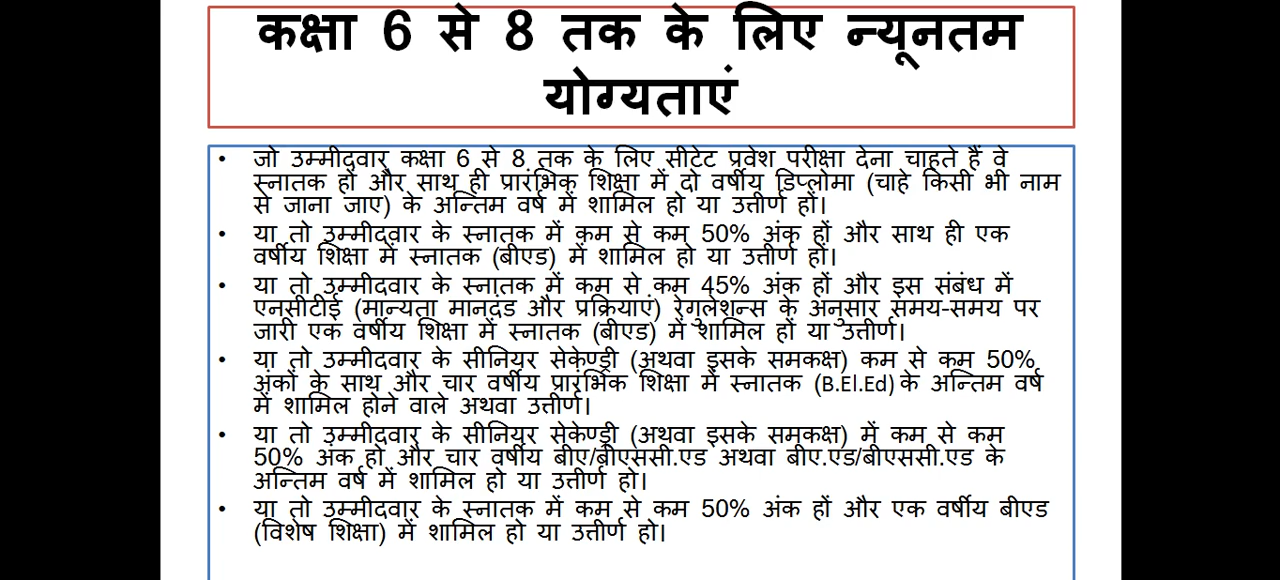 कक्षा 6 से 8 तक के लिए न्यूनतम
योग्यताएं
• जो उम्मीदवार कक्षा 6 से 8 तक के लिए सीटेट प्रवेश परीक्षा देना चाहते हैं वे
स्नातक हो और साथ ही प्रारंभिक शिक्षा में दो वर्षीय डिप्लोमा (चाहे किसी भी नाम
से जाना जाए) के अन्तिम वर्ष में शामिल हो या उत्तीर्ण हों।
• या तो उम्मीदवार के स्नातक में कम से कम 50% अंक हों और साथ ही एक
वर्षीय शिक्षा में स्नातक (बीएड) में शामिल हो या उत्तीर्ण हों।
• या तो उम्मीदवार के स्नातक में कम से कम 45% अंक हों और इस संबंध में
एनसीटीई (मान्यता मानदंड और प्रक्रियाएं) रेगुलेशन्स के अनुसार समय-समय पर
जारी एक वर्षीय शिक्षा में स्नातक (बीएड) में शामिल हों या उत्तीर्ण।
• या तो उम्मीदवार के सीनियर सेकेण्ड्री (अथवा इसके समकक्ष) कम से कम 50%
अंकों के साथ और चार वर्षीय प्रारंभिक शिक्षा में स्नातक (B.El.Ed) के अन्तिम वर्ष
में शामिल होने वाले अथवा उत्तीर्ण।
• या तो उम्मीदवार के सीनियर सेकेण्ड्री (अथवा इसके समकक्ष) में कम से कम
50% अंक हो और चार वर्षीय बीए/बीएससी.एड अथवा बीए.एड/बीएससी.एड के
अन्तिम वर्ष में शामिल हो या उत्तीर्ण हो।
• या तो उम्मीदवार के स्नातक में कम से कम 50% अंक हों और एक वर्षीय बीएड
(विशेष शिक्षा) में शामिल हो या उत्तीर्ण हो।